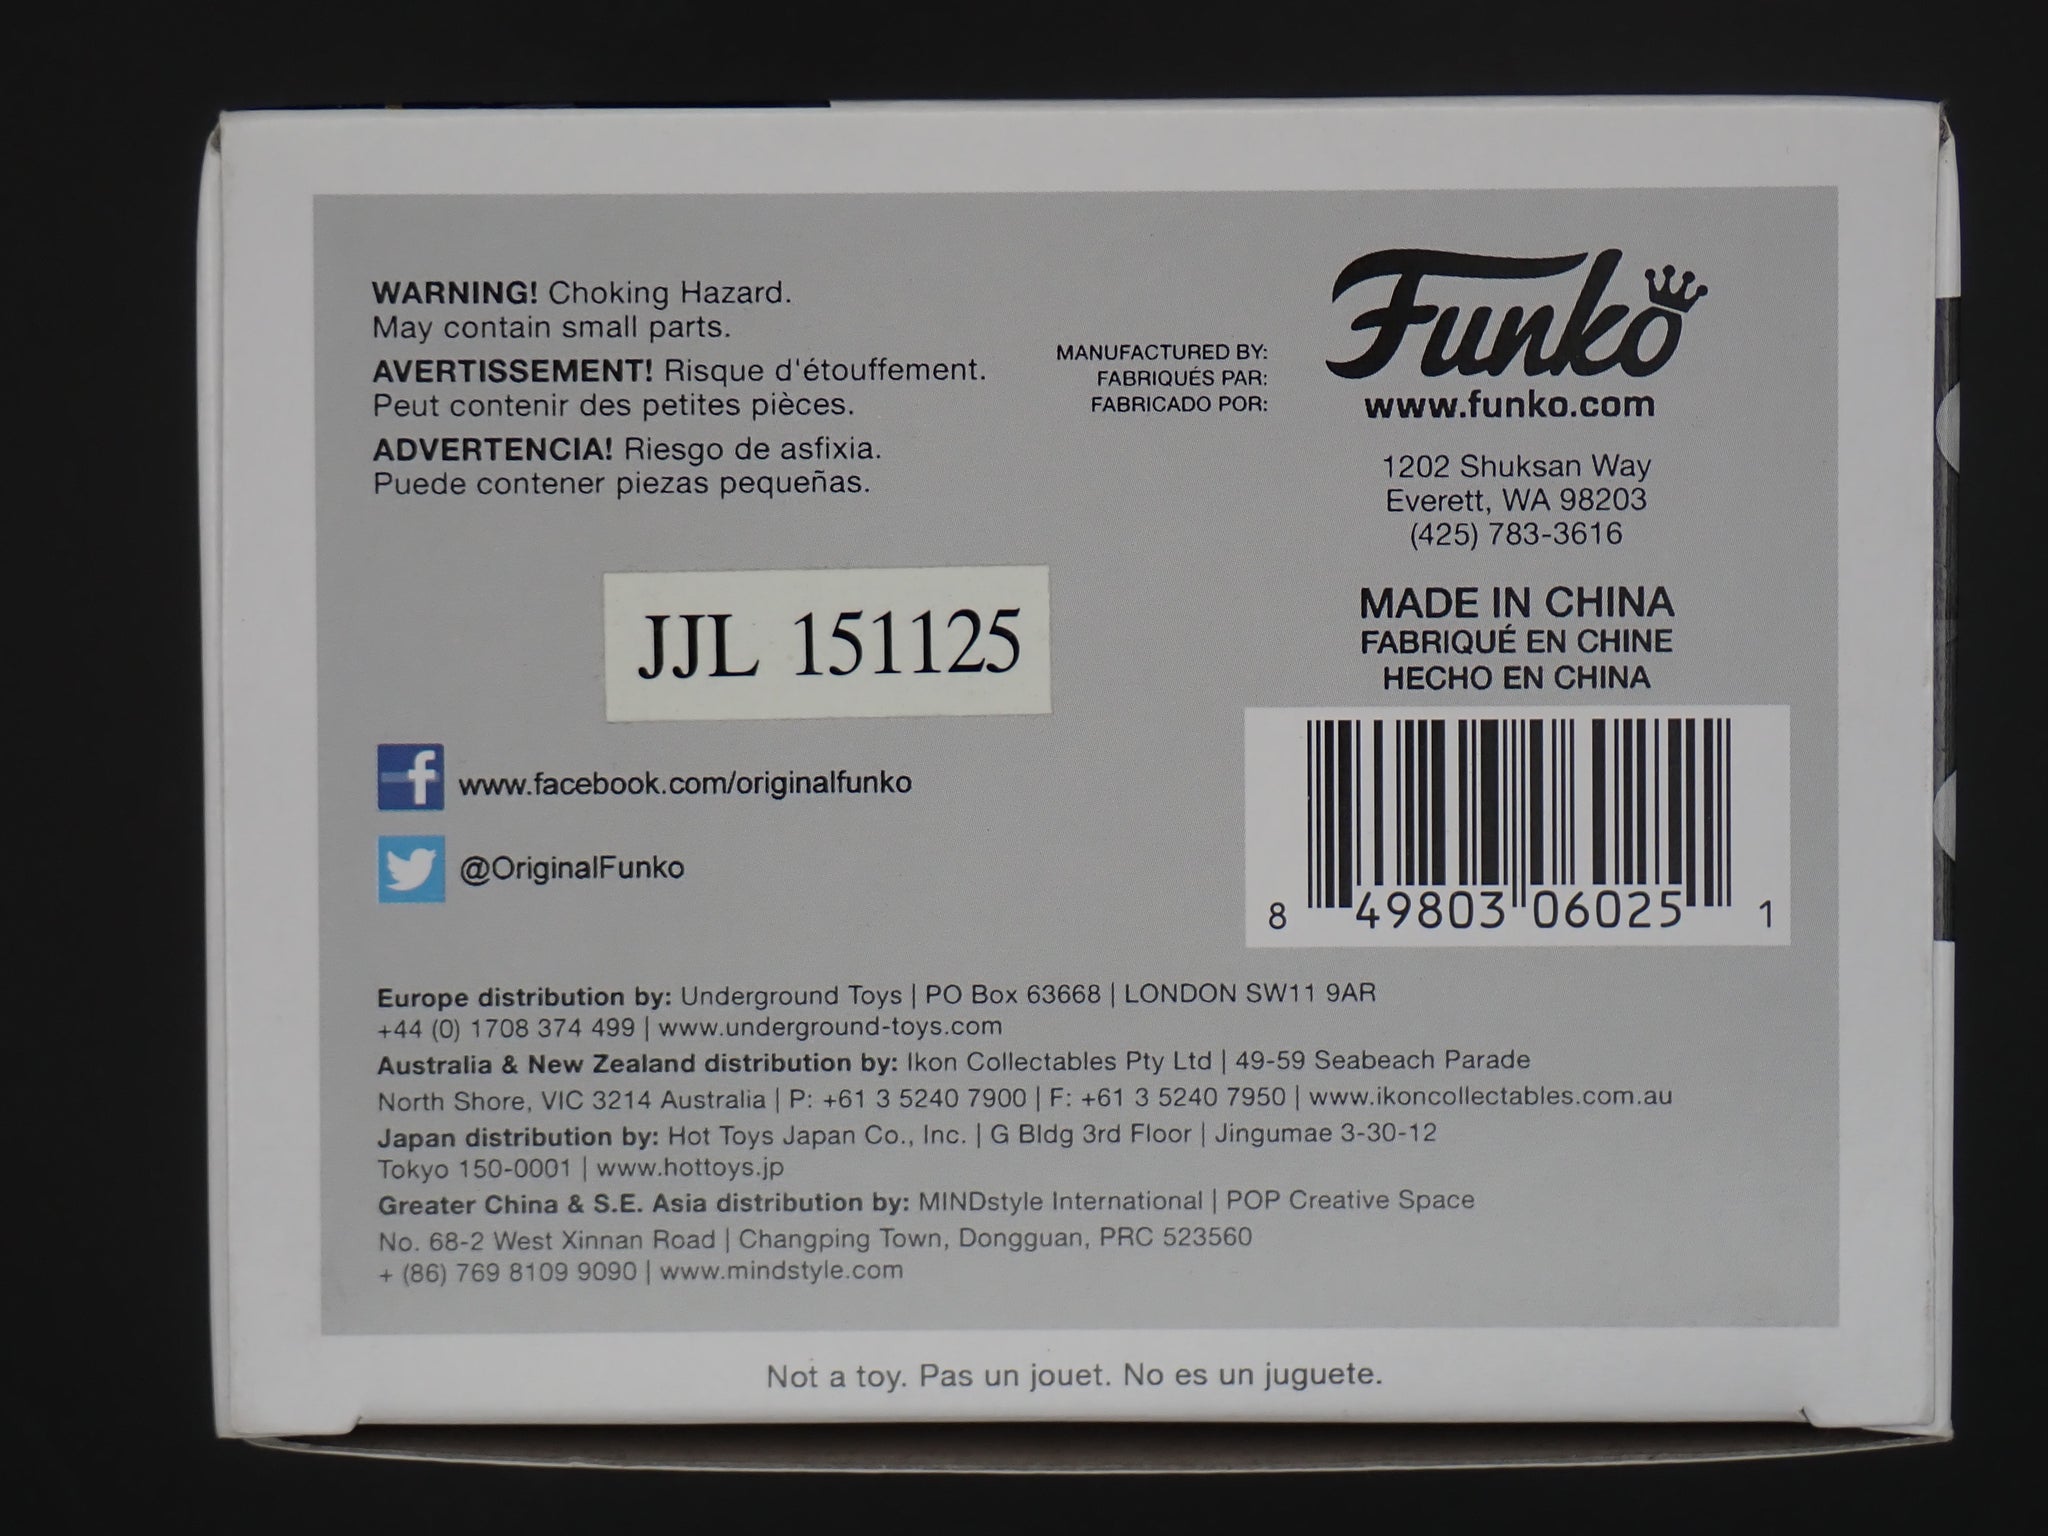 WARNING! Choking Hazard.
May contain small parts.
AVERTISSEMENT! Risque d'étouffement.
Peut contenir des petites pièces.
ADVERTENCIA! Riesgo de asfixia.
Puede contener piezas pequeñas.
MANUFACTURED BY:
FABRIQUÉS PAR:
FABRICADO POR:
Funko
www.funko.com
1202 Shuksan Way
Everett, WA 98203
(425) 783-3616
MADE IN CHINA
FABRIQUÉ EN CHINE
HECHO EN CHINA
JJL 151125
f www.facebook.com/originalfunko
@OriginalFunko
8 49803 06025 1
Europe distribution by: Underground Toys | PO Box 63668 | LONDON SW11 9AR
+44 (0) 1708 374 499 | www.underground-toys.com
Australia & New Zealand distribution by: Ikon Collectables Pty Ltd | 49-59 Seabeach Parade
North Shore, VIC 3214 Australia | P: +61 3 5240 7900 | F: +61 3 5240 7950 | www.ikoncollectables.com.au
Japan distribution by: Hot Toys Japan Co., Inc. | G Bldg 3rd Floor | Jingumae 3-30-12
Tokyo 150-0001 | www.hottoys.jp
Greater China & S.E. Asia distribution by: MINDstyle International | POP Creative Space
No. 68-2 West Xinnan Road | Changping Town, Dongguan, PRC 523560
+ (86) 769 8109 9090 | www.mindstyle.com
Not a toy. Pas un jouet. No es un juguete.